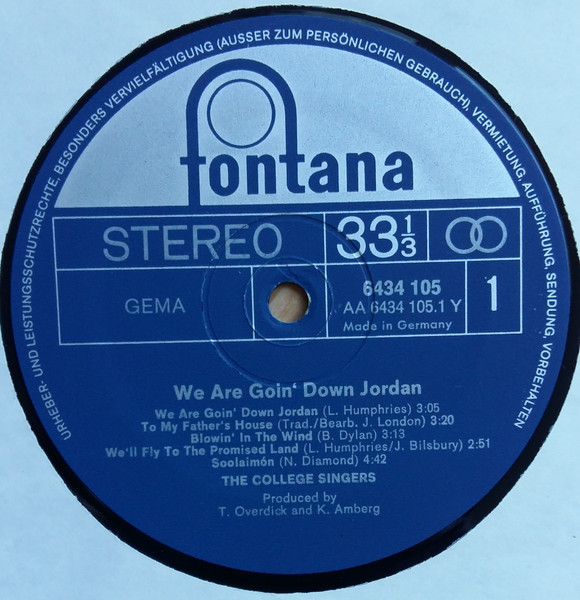 URHEBER- UND LEISTUNGSSCHUTZRECHTE, BESONDERS VERVIELFÄLTIGUNG (AUSSER ZUM PERSÖNLICHEN GEBRAUCH), VERMIETUNG, AUFFÜHRUNG, SENDUNG, VORBEHALTEN
fontana
STEREO
33 1/3
GEMA
6434 105
AA 6434 105.1 Y
Made in Germany
1
We Are Goin' Down Jordan
We Are Goin' Down Jordan (L. Humphries) 3:05
To My Father's House (Trad./Bearb. J. London) 3:20
Blowin' In The Wind (B. Dylan) 3:13
We'll Fly To The Promised Land (L. Humphries/J. Bilsbury) 2:51
Soolaimón (N. Diamond) 4:42
THE COLLEGE SINGERS
Produced by
T. Overdick and K. Amberg